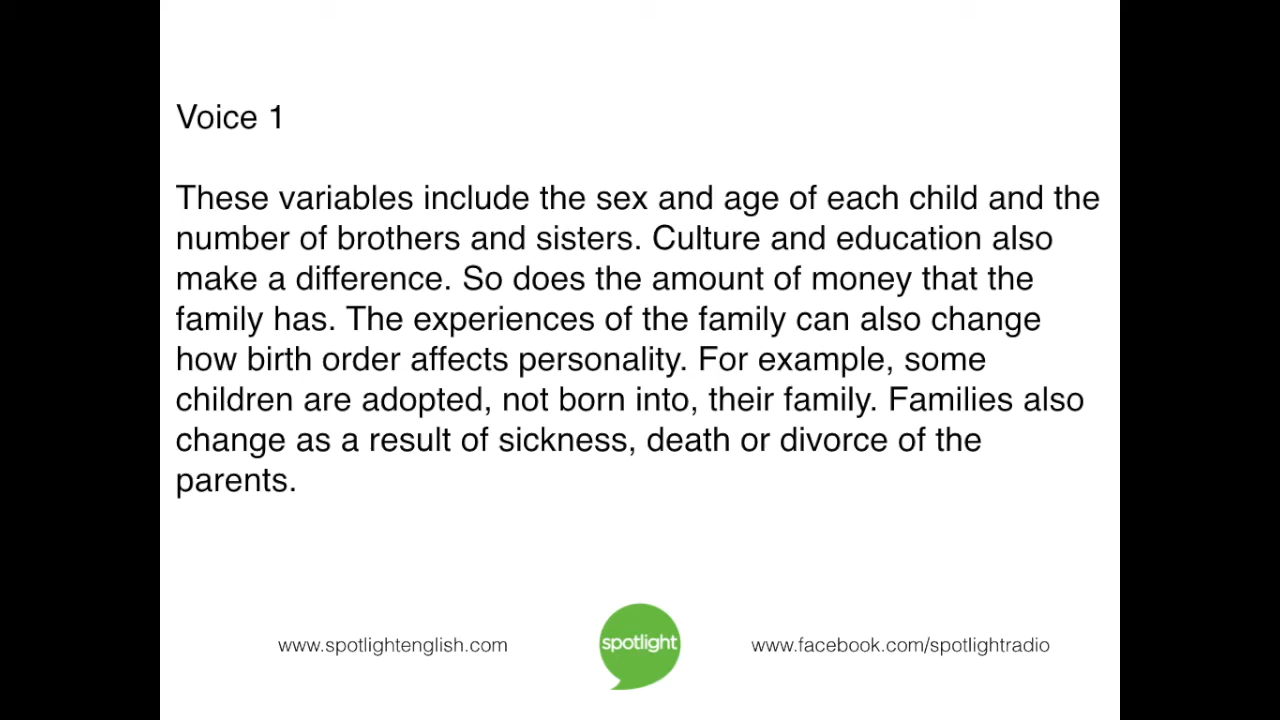 Voice 1
These variables include the sex and age of each child and the
number of brothers and sisters. Culture and education also
make a difference. So does the amount of money that the
family has. The experiences of the family can also change
how birth order affects personality. For example, some
children are adopted, not born into, their family. Families also
change as a result of sickness, death or divorce of the
parents.
www.spotlightenglish.com
spotlight
www.facebook.com/spotlightradio